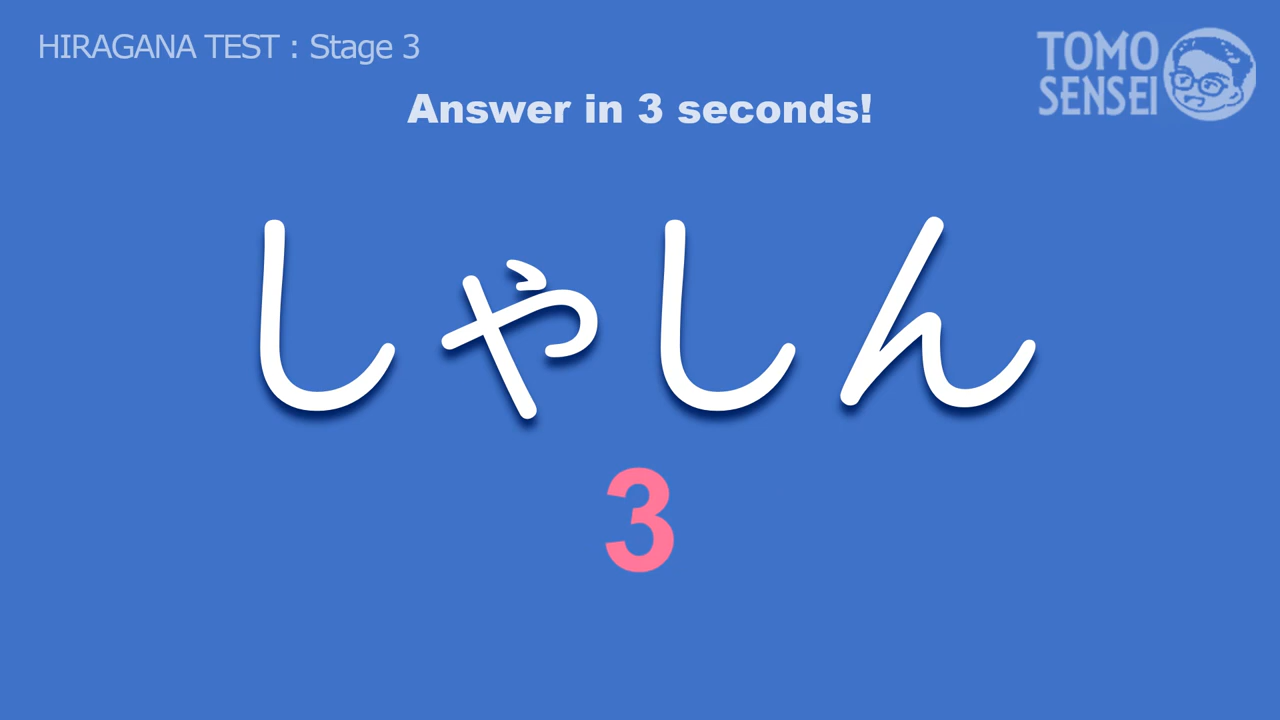 HIRAGANA TEST : Stage 3
TOMO
SENSEI
Answer in 3 seconds!
しゃしん
3